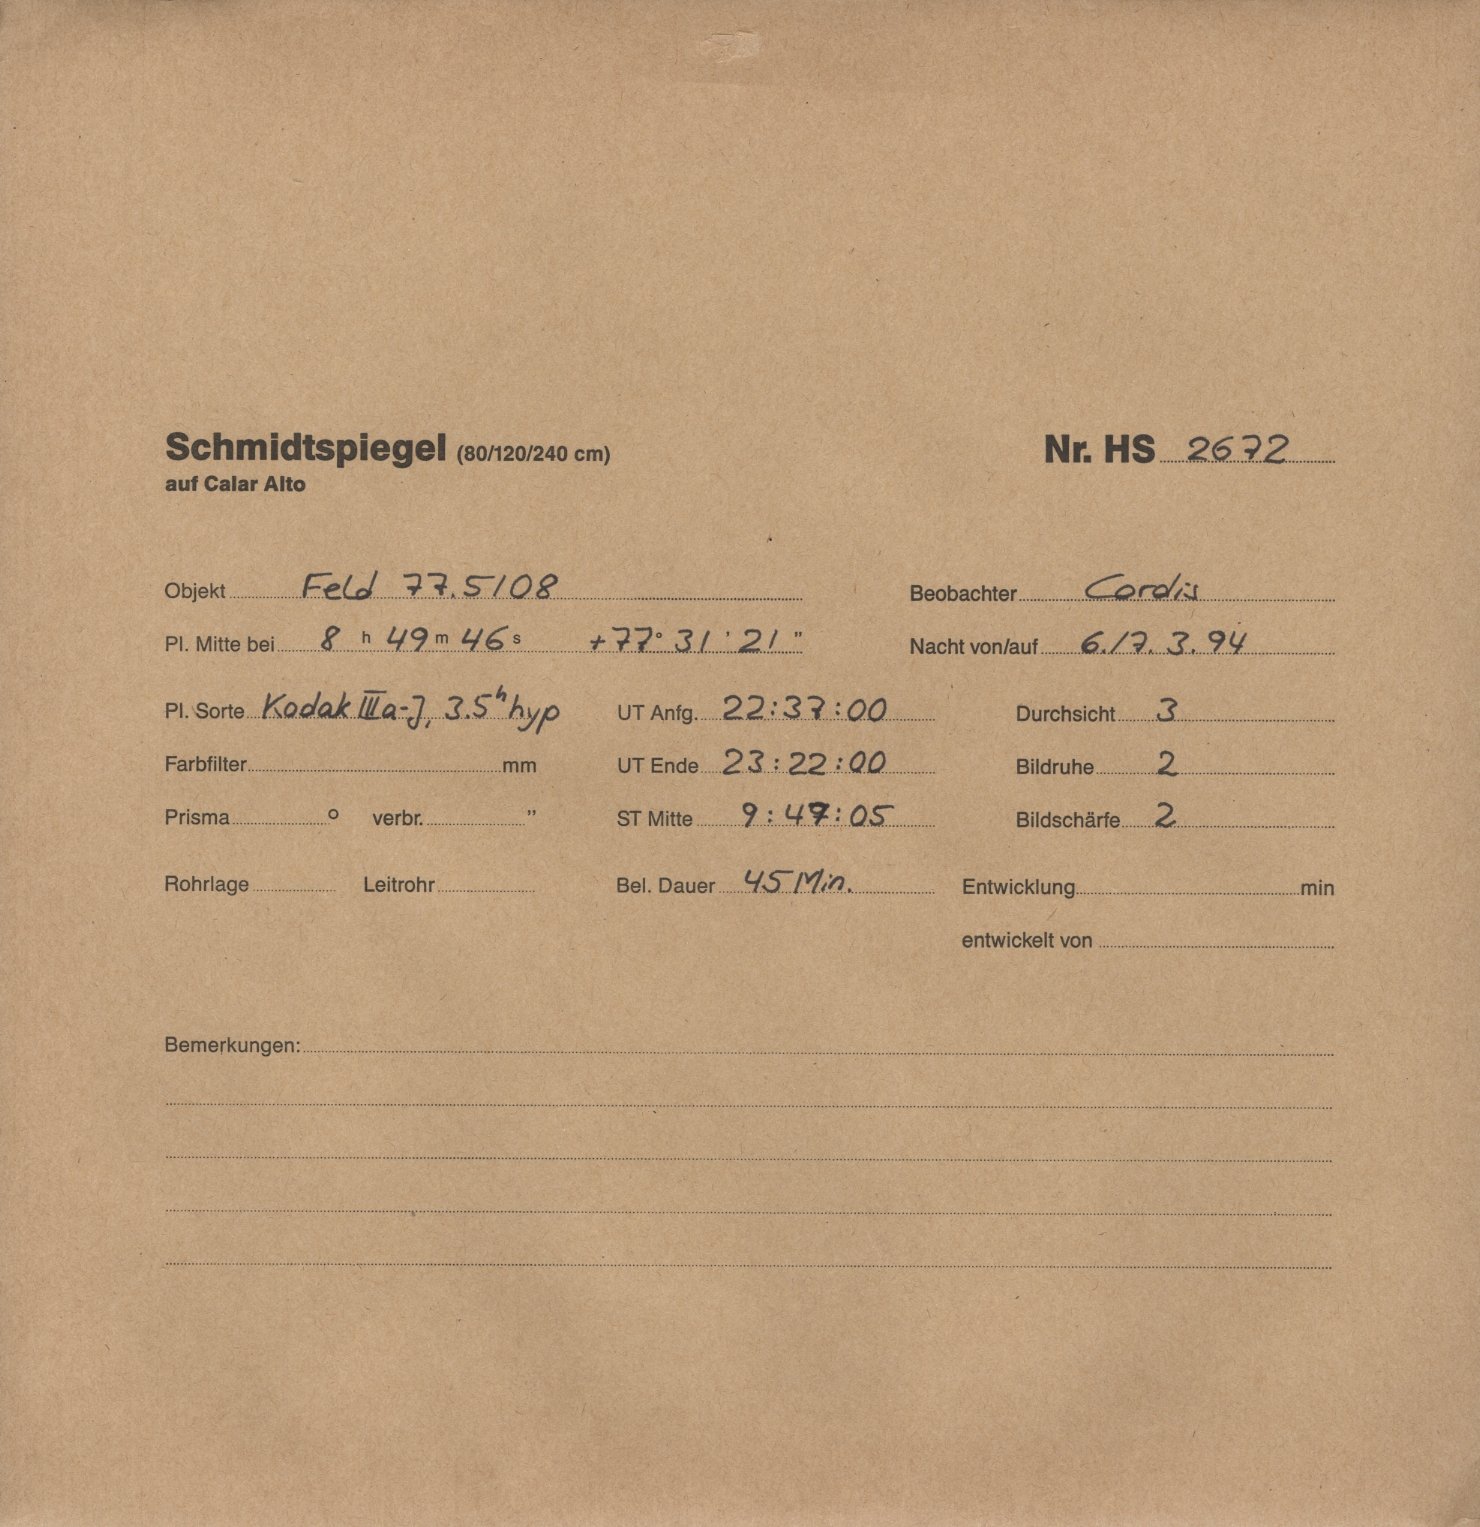 Schmidtspiegel (80/120/240 cm) Nr. HS 2672
auf Calar Alto
Objekt Feld 77.5/08 Beobachter Cordis
Pl. Mitte bei 8 h 49 m 46 s +77° 31 ' 21 " Nacht von/auf 6./7. 3. 94
Pl. Sorte Kodak IIIa-J, 3.5h hyp UT Anfg. 22:37:00 Durchsicht 3
Farbfilter mm UT Ende 23:22:00 Bildruhe 2
Prisma ° verbr. " ST Mitte 9:47:05 Bildschärfe 2
Rohrlage Leitrohr Bel. Dauer 45 Min. Entwicklung min
entwickelt von
Bemerkungen: